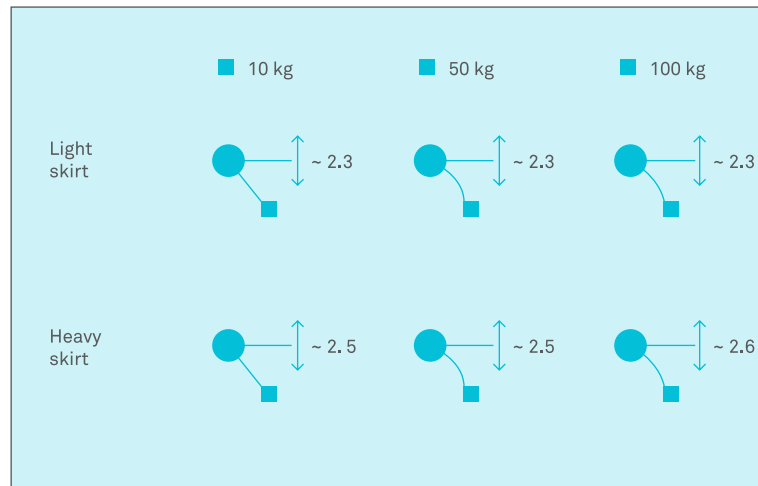 10 kg
50 kg
100 kg
Light
skirt
~ 2.3
~ 2.3
~ 2.3
Heavy
skirt
~ 2.5
~ 2.5
~ 2.6